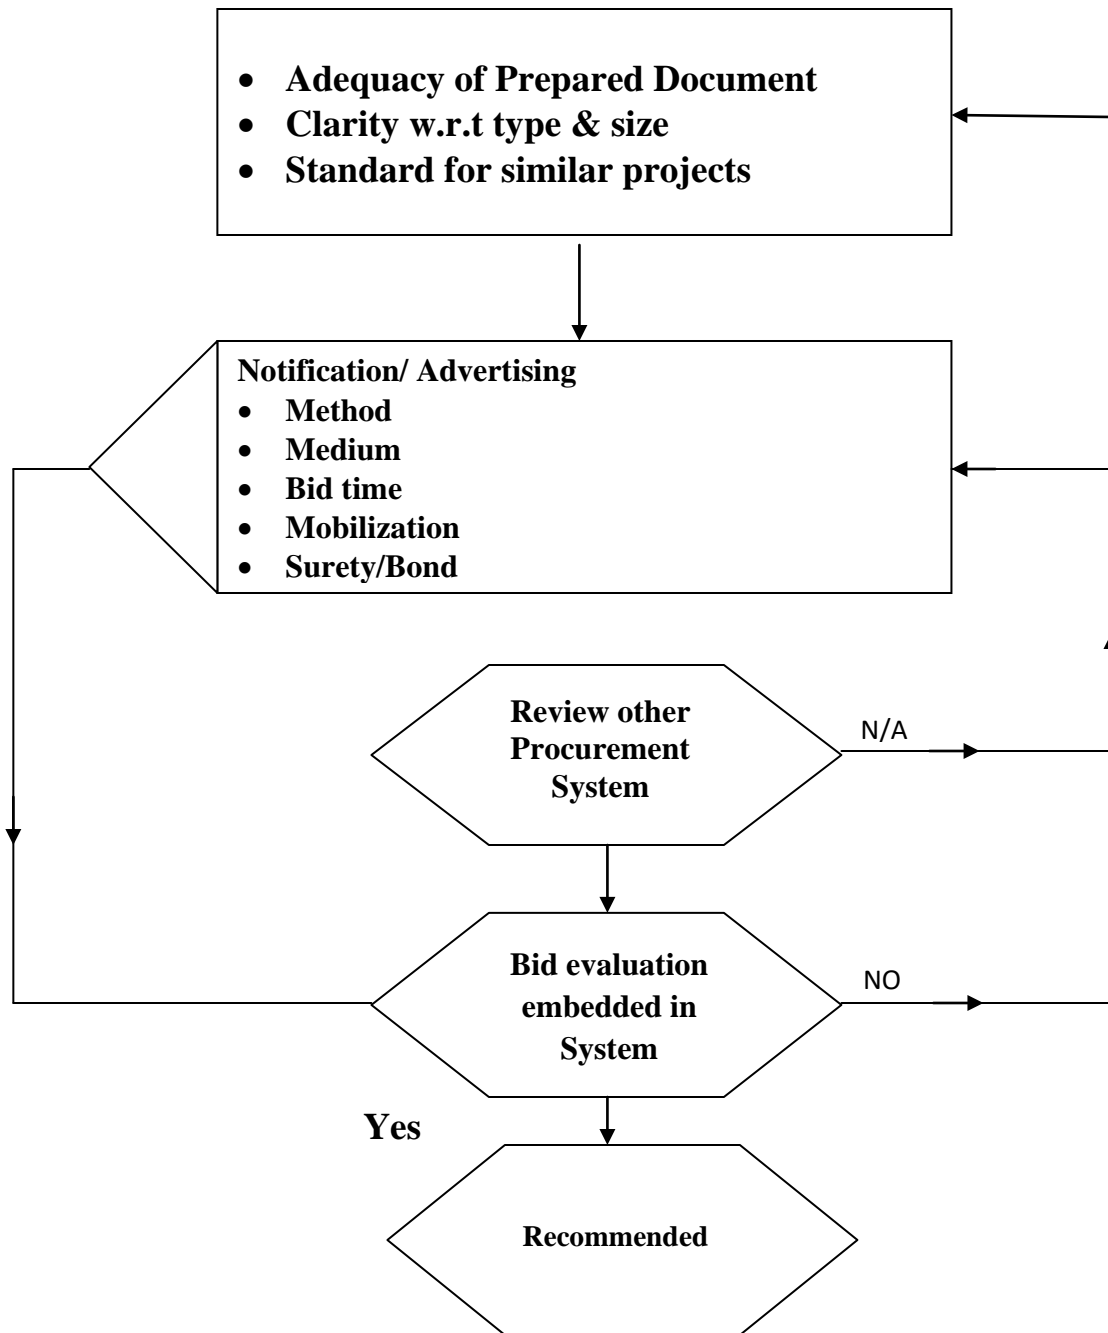 • Adequacy of Prepared Document
• Clarity w.r.t type & size
• Standard for similar projects
Notification/ Advertising
• Method
• Medium
• Bid time
• Mobilization
• Surety/Bond
Review other
Procurement
System
N/A
Bid evaluation
embedded in
System
NO
Yes
Recommended